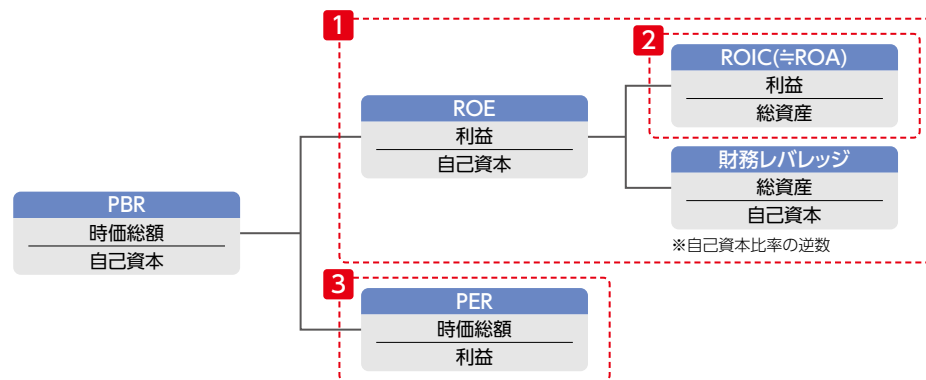 1
2
ROIC(≒ROA)
利益
総資産
ROE
利益
自己資本
財務レバレッジ
総資産
自己資本
※自己資本比率の逆数
PBR
時価総額
自己資本
3
PER
時価総額
利益